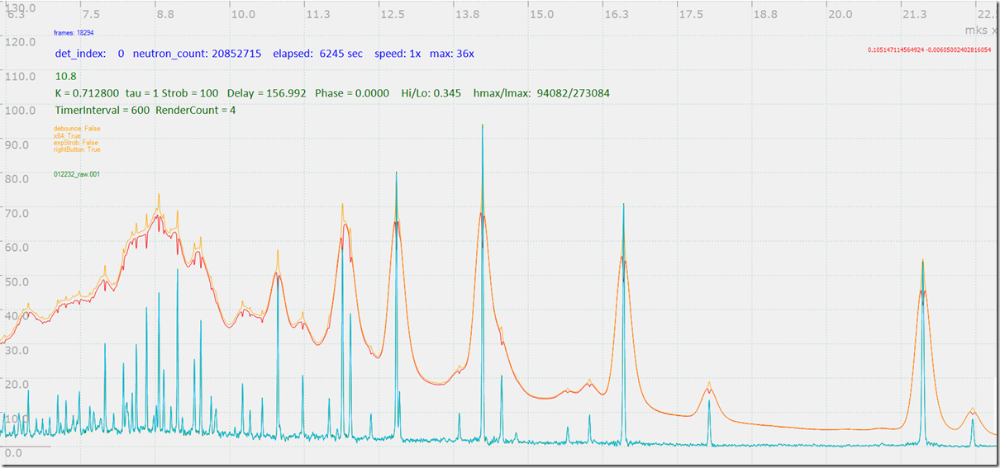 130.0
6.3 7.5 8.8 10.0 11.3 12.5 13.8 15.0 16.3 17.5 18.8 20.0 21.3 22.
mks x
frames: 18294
120.0
det_index: 0 neutron_count: 20852715 elapsed: 6245 sec speed: 1x max: 36x
0.105147114564924 -0.00605002402816054
110.0
10.8
K = 0.712800 tau = 1 Strob = 100 Delay = 156.992 Phase = 0.0000 Hi/Lo: 0.345 hmax/lmax: 94082/273084
100.0
TimerInterval = 600 RenderCount = 4
debounce: False
x64: True
expStrob: False
rightButton: True
90.0
80.0
012232_raw.001
70.0
60.0
50.0
40.0
30.0
20.0
10.0
0.0